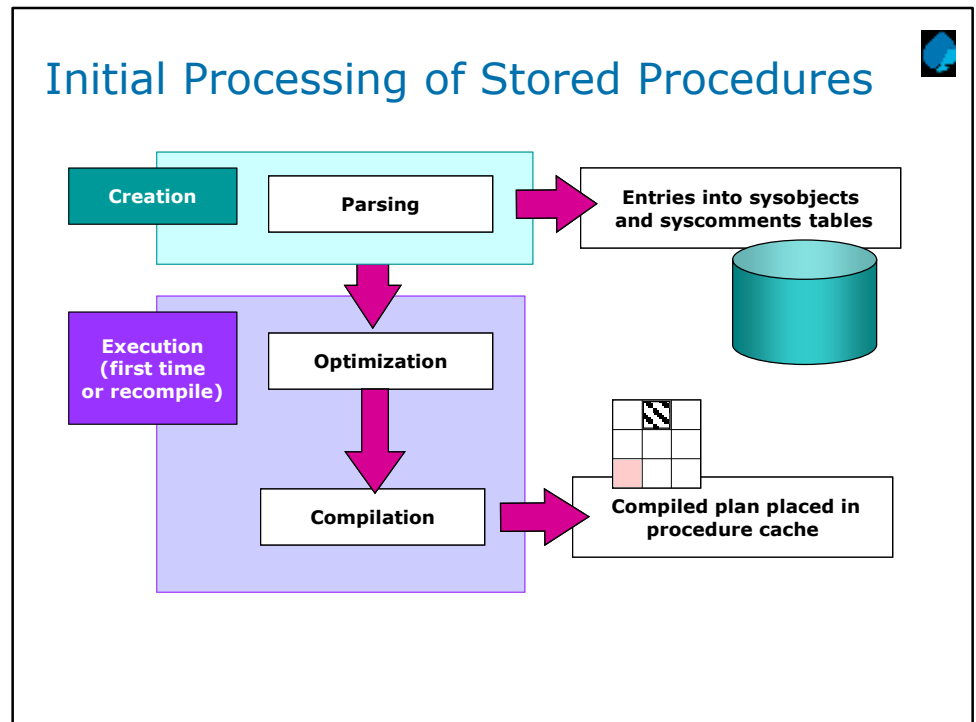 Initial Processing of Stored Procedures
Creation
Parsing
Entries into sysobjects
and syscomments tables
Execution
(first time
or recompile)
Optimization
Compilation
Compiled plan placed in
procedure cache